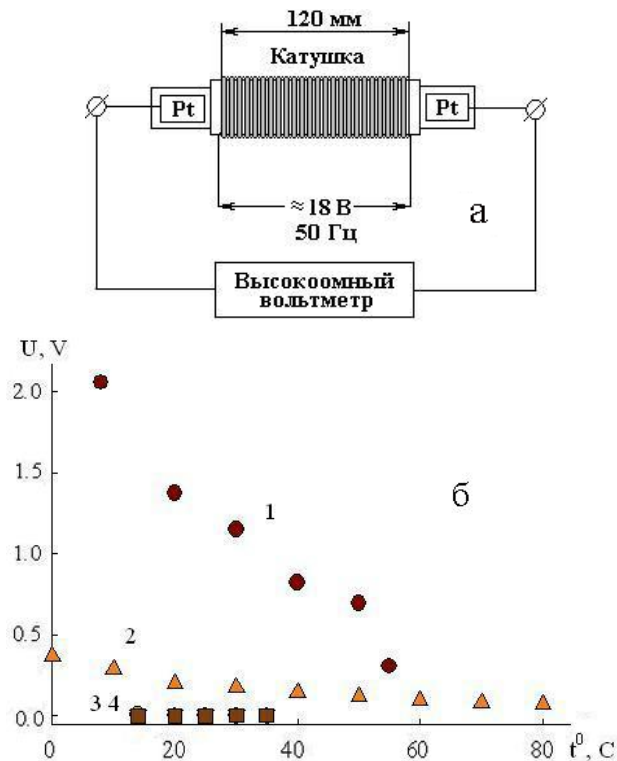 120 мм
Катушка
Pt Pt
≈18 В
50 Гц
а
Высокоомный
вольтметр
U, V
2.0
1.5
1.0
0.5
0.0
б
1
2
3 4
0 20 40 60 80 t⁰, C